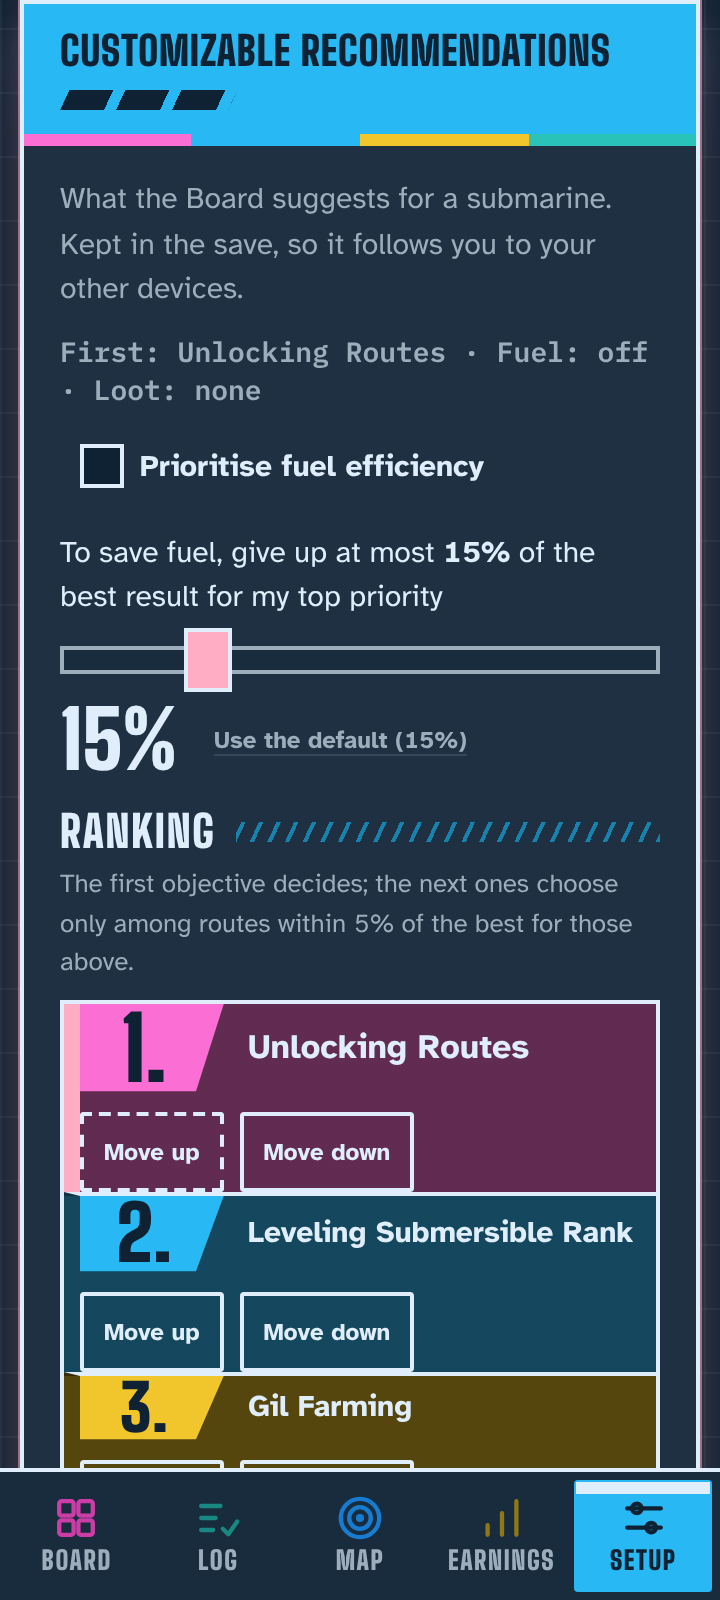 CUSTOMIZABLE RECOMMENDATIONS
What the Board suggests for a submarine.
Kept in the save, so it follows you to your
other devices.
First: Unlocking Routes · Fuel: off
· Loot: none
Prioritise fuel efficiency
To save fuel, give up at most 15% of the
best result for my top priority
15% Use the default (15%)
RANKING
The first objective decides; the next ones choose
only among routes within 5% of the best for those
above.
1. Unlocking Routes
Move up Move down
2. Leveling Submersible Rank
Move up Move down
3. Gil Farming
BOARD LOG MAP EARNINGS SETUP